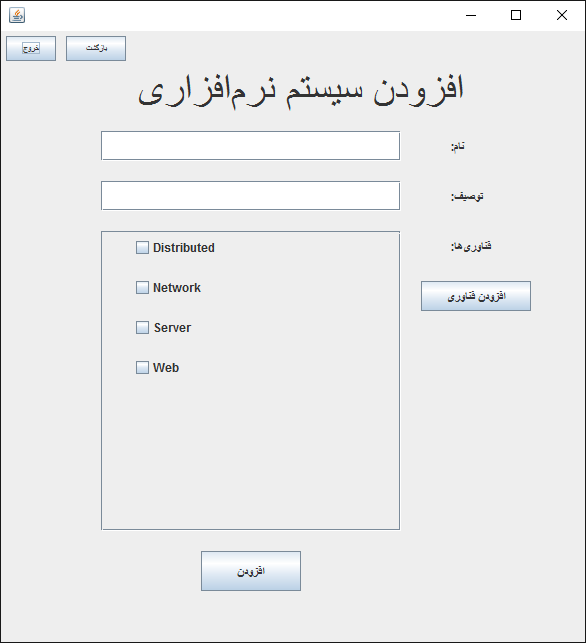 خروج
بازگشت
افزودن سیستم نرم‌افزاری
نام:
توصیف:
فناوری‌ها:
Distributed
Network
Server
Web
افزودن فناوری
افزودن